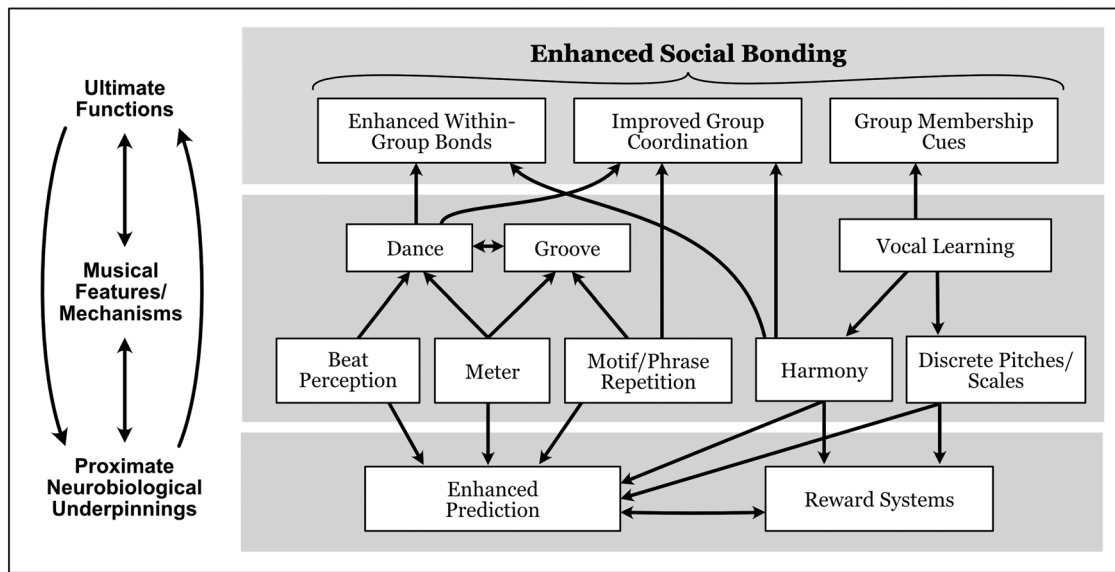 Enhanced Social Bonding
Ultimate
Functions
Enhanced Within-
Group Bonds
Improved Group
Coordination
Group Membership
Cues
Dance
Groove
Vocal Learning
Musical
Features/
Mechanisms
Beat
Perception
Meter
Motif/Phrase
Repetition
Harmony
Discrete Pitches/
Scales
Proximate
Neurobiological
Underpinnings
Enhanced
Prediction
Reward Systems